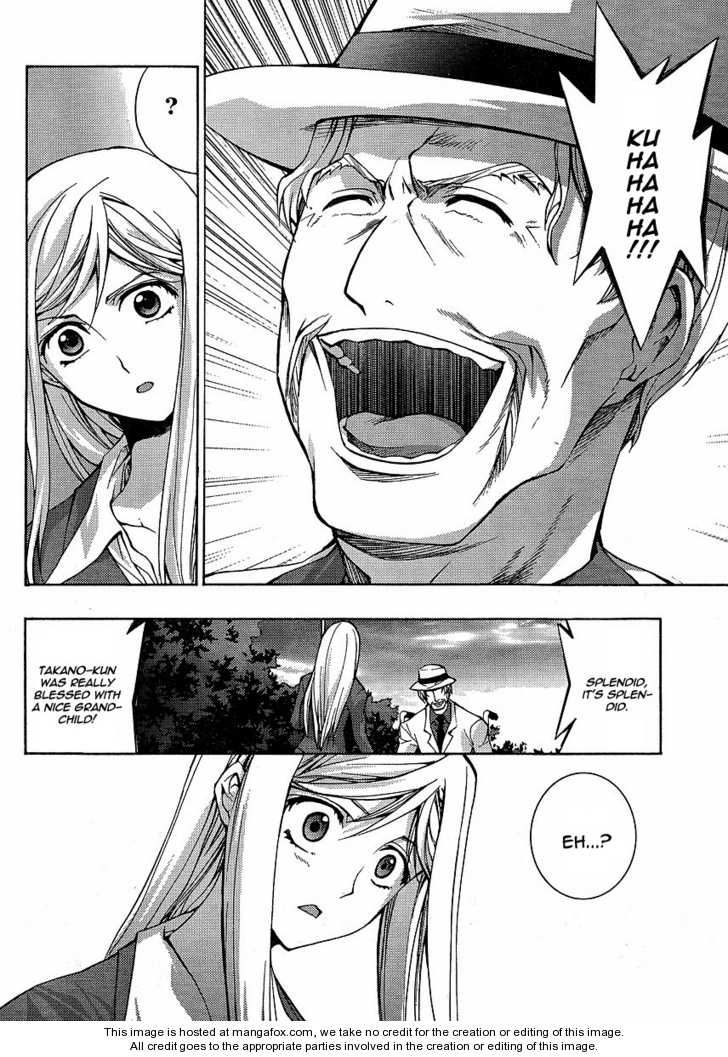 KU
HA
HA
HA
HA!!!
?
SPLENDID,
IT'S SPLEN-
DID.
TAKANO-KUN
WAS REALLY
BLESSED WITH
A NICE GRAND-
CHILD!
EH...?
This image is hosted at mangafox.com, we take no credit for the creation or editing of this image.
All credit goes to the appropriate parties involved in the creation or editing of this image.